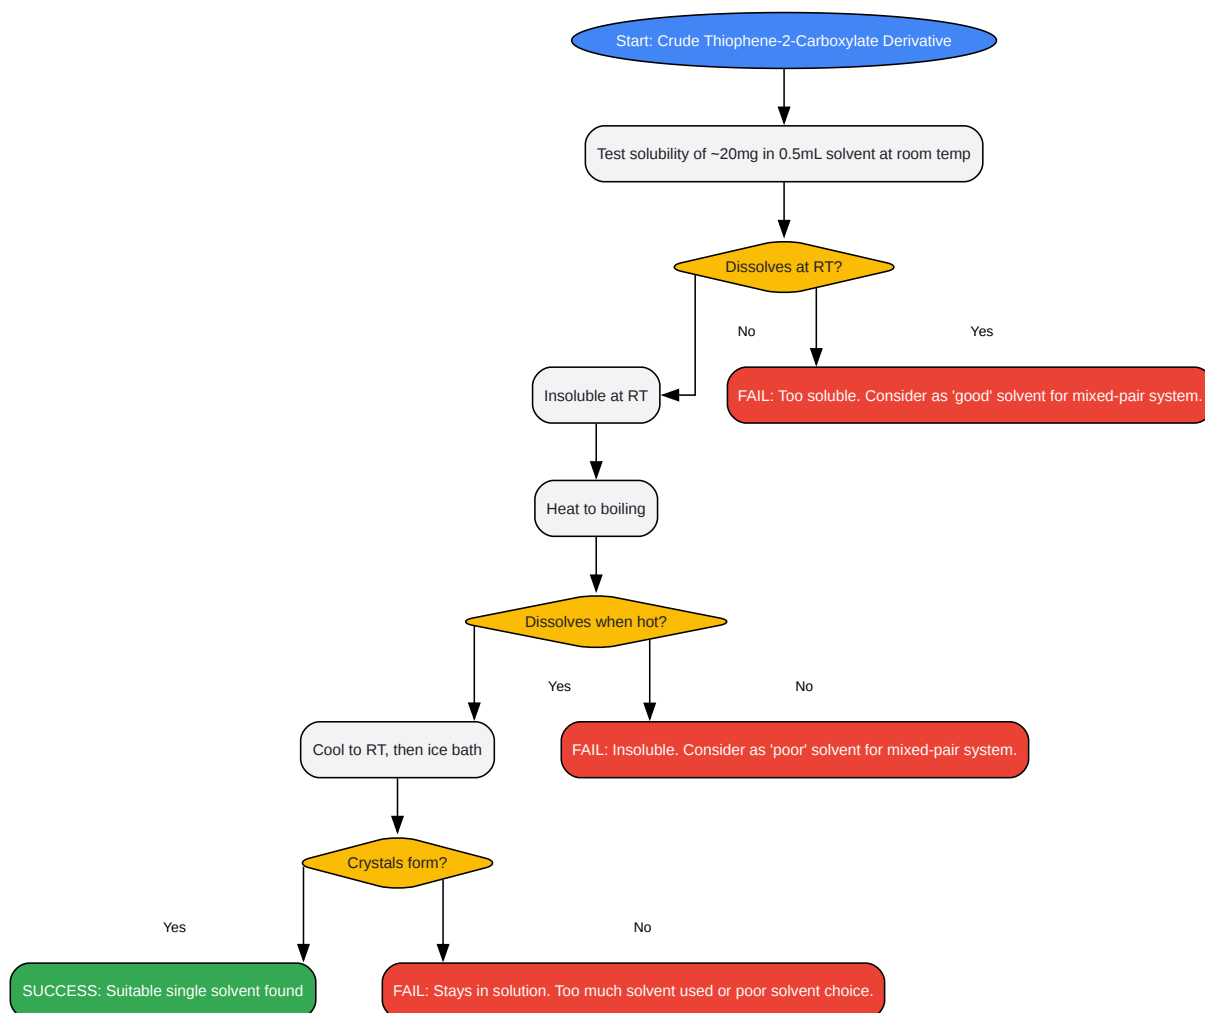 Start: Crude Thiophene-2-Carboxylate Derivative
Test solubility of ~20mg in 0.5mL solvent at room temp
Dissolves at RT?
No
Yes
Insoluble at RT
FAIL: Too soluble. Consider as 'good' solvent for mixed-pair system.
Heat to boiling
Dissolves when hot?
Yes
No
Cool to RT, then ice bath
FAIL: Insoluble. Consider as 'poor' solvent for mixed-pair system.
Crystals form?
Yes
No
SUCCESS: Suitable single solvent found
FAIL: Stays in solution. Too much solvent used or poor solvent choice.